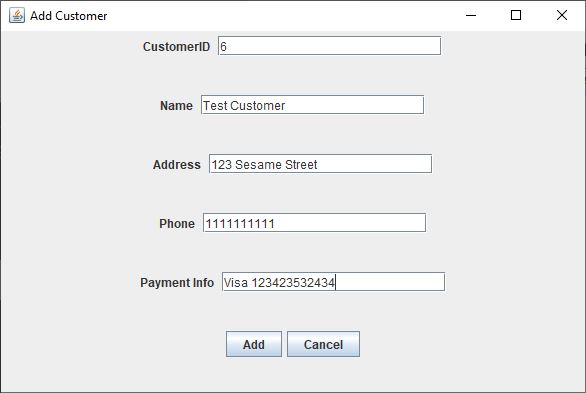 Add Customer
CustomerID 6
Name Test Customer
Address 123 Sesame Street
Phone 1111111111
Payment Info Visa 123423532434
Add Cancel